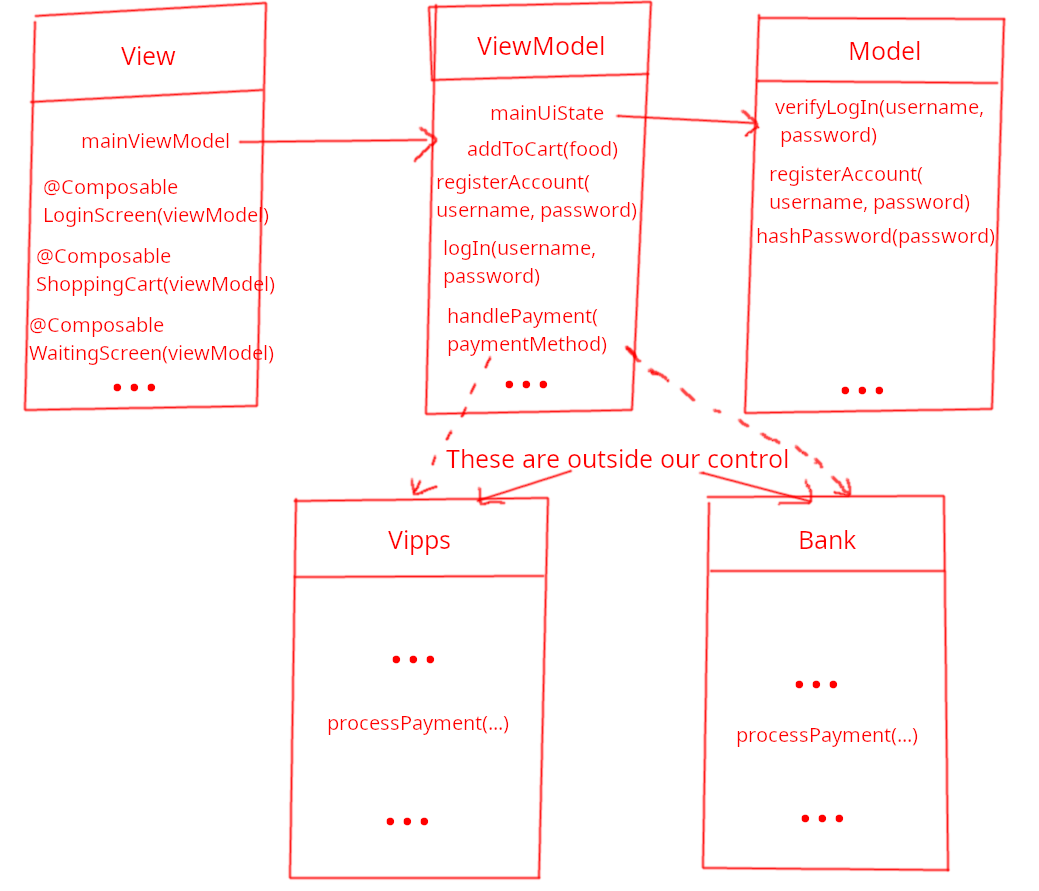 View
mainViewModel
@Composable
LoginScreen(viewModel)
@Composable
ShoppingCart(viewModel)
@Composable
WaitingScreen(viewModel)
...
ViewModel
mainUiState
addToCart(food)
registerAccount(
username, password)
logIn(username,
password)
handlePayment(
paymentMethod)
...
Model
verifyLogIn(username,
password)
registerAccount(
username, password)
hashPassword(password)
...
These are outside our control
Vipps
...
processPayment(...)
...
Bank
...
processPayment(...)
...